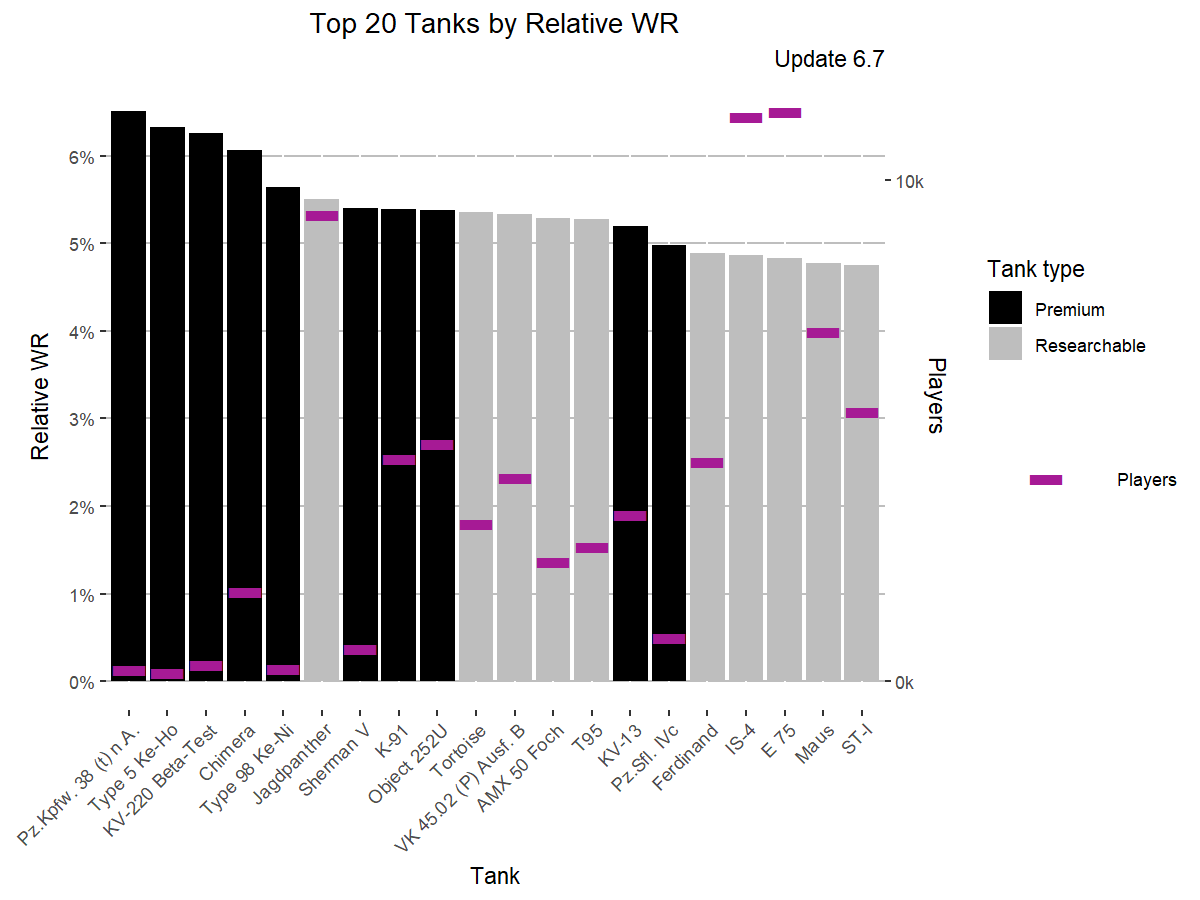 Top 20 Tanks by Relative WR
Update 6.7
Relative WR
6%
5%
4%
3%
2%
1%
0%
10k
0k
Players
Pz.Kpfw. 38 (t) n.A.
Type 5 Ke-Ho
KV-220 Beta-Test
Chimera
Type 98 Ke-Ni
Jagdpanther
Sherman V
K-91
Object 252U
Tortoise
VK 45.02 (P) Ausf. B
AMX 50 Foch
T95
KV-13
Pz.Sfl. IVc
Ferdinand
IS-4
E 75
Maus
ST-I
Tank
Tank type
Premium
Researchable
Players